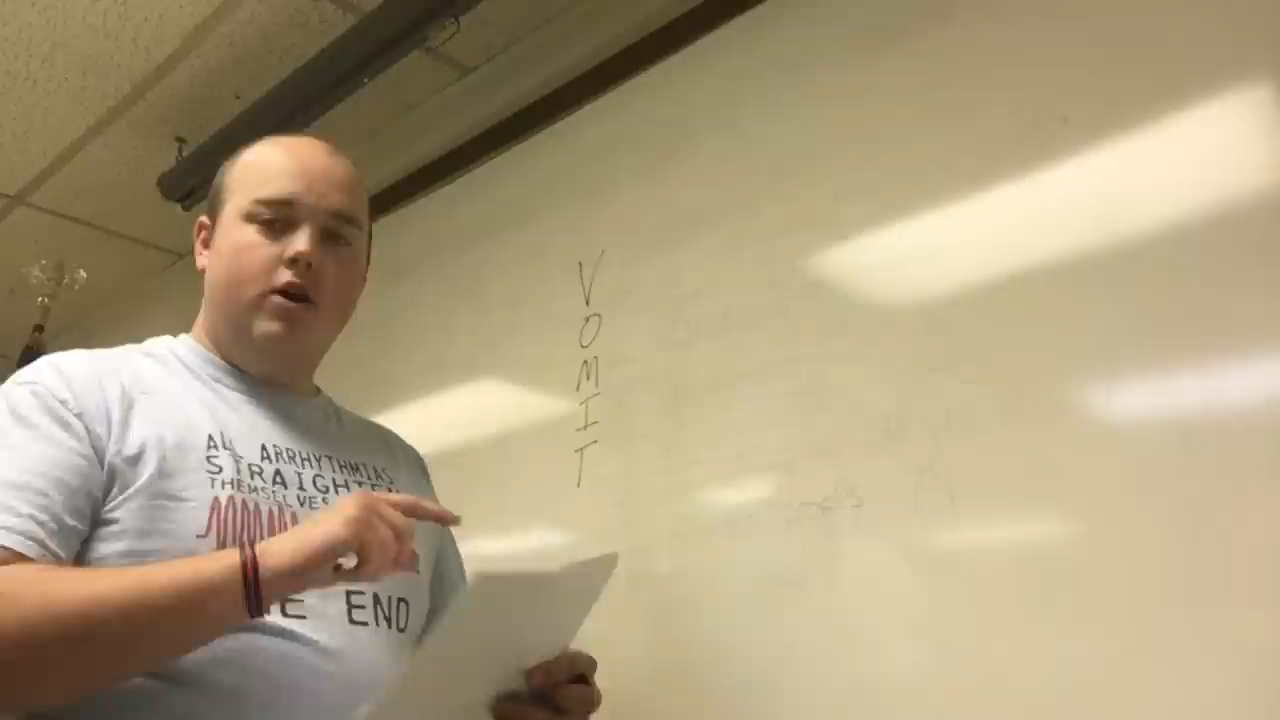 V
O
M
I
T
ALL ARRHYTHMIAS
STRAIGHTEN
THEMSELVES
END